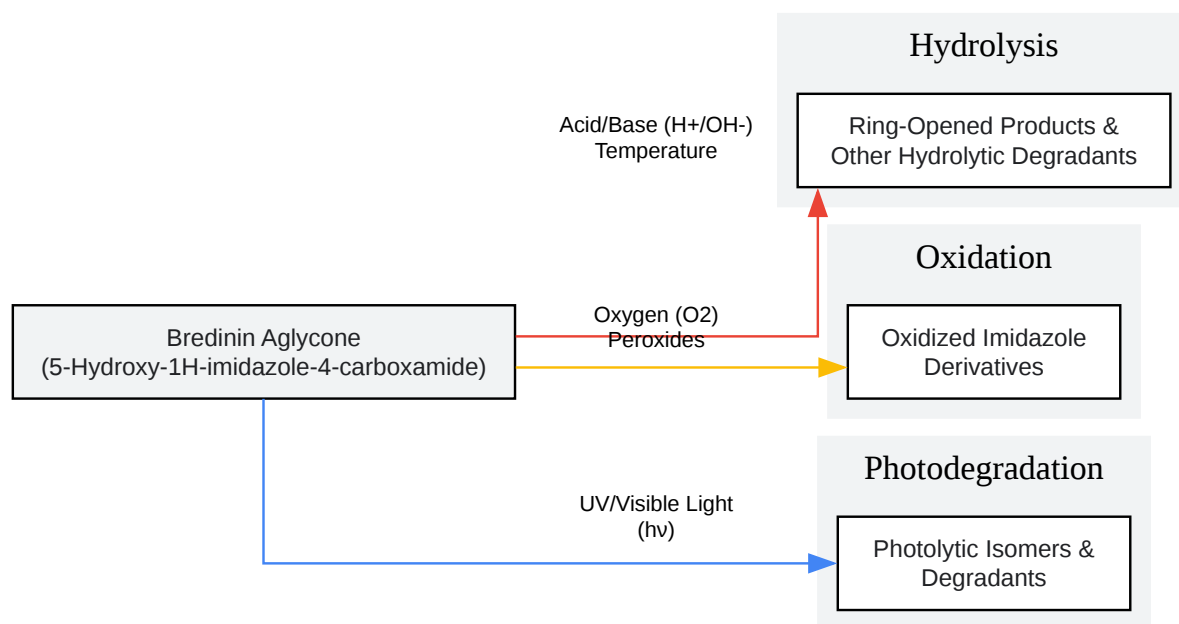 Hydrolysis
Acid/Base (H+/OH-)
Temperature
Ring-Opened Products &
Other Hydrolytic Degradants
Oxidation
Oxygen (O2)
Peroxides
Bredinin Aglycone
(5-Hydroxy-1H-imidazole-4-carboxamide)
Oxidized Imidazole
Derivatives
Photodegradation
UV/Visible Light
(hν)
Photolytic Isomers &
Degradants